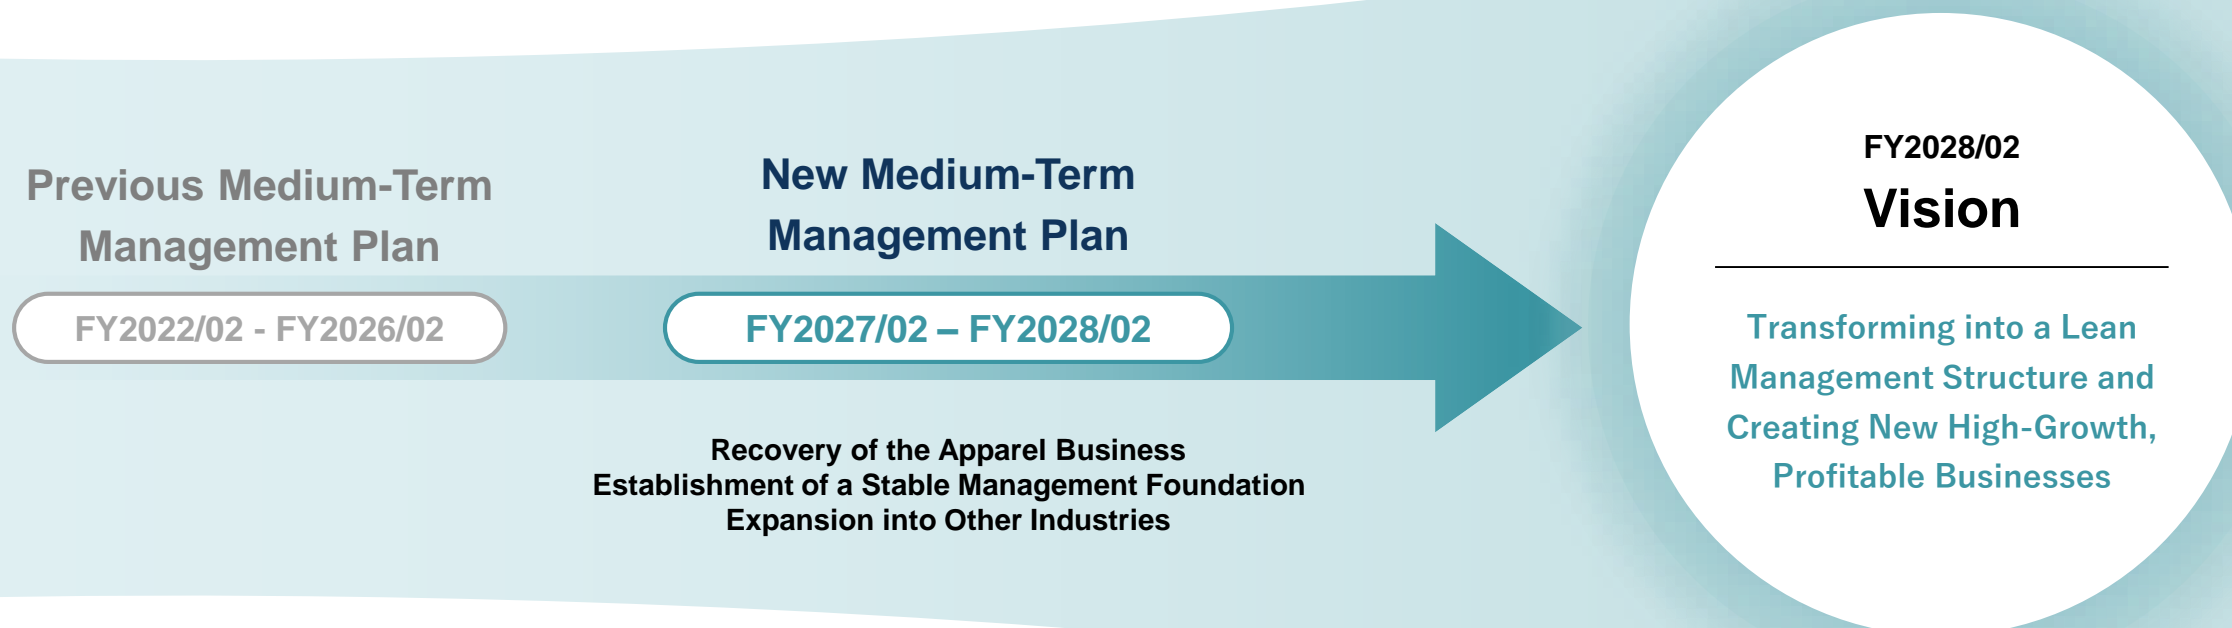 Previous Medium-Term
Management Plan
FY2022/02 - FY2026/02
New Medium-Term
Management Plan
FY2027/02 – FY2028/02
Recovery of the Apparel Business
Establishment of a Stable Management Foundation
Expansion into Other Industries
FY2028/02
Vision
Transforming into a Lean
Management Structure and
Creating New High-Growth,
Profitable Businesses